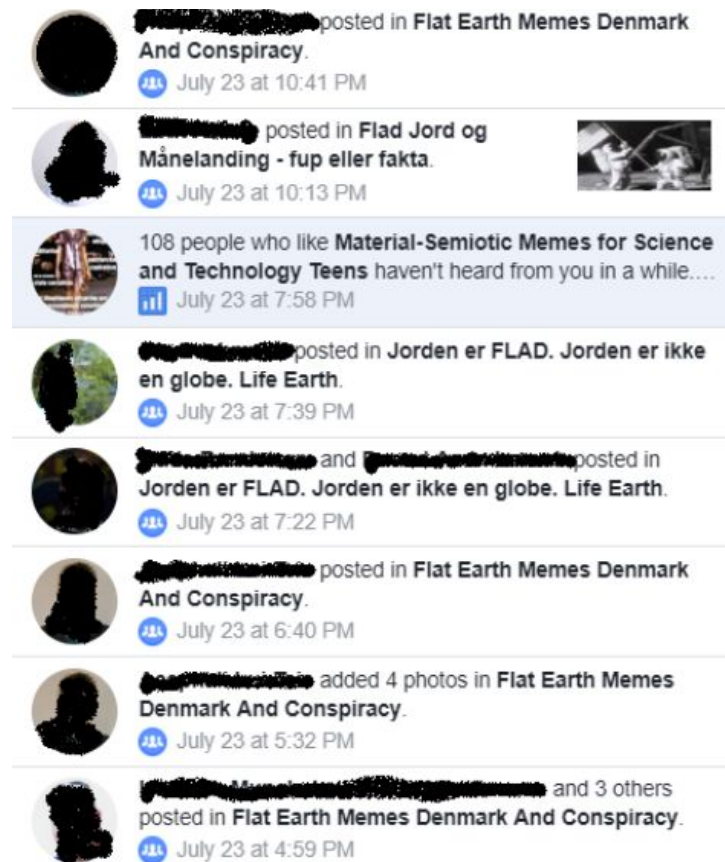 posted in Flat Earth Memes Denmark
And Conspiracy.
July 23 at 10:41 PM
posted in Flad Jord og
Månelanding - fup eller fakta.
July 23 at 10:13 PM
108 people who like Material-Semiotic Memes for Science
and Technology Teens haven't heard from you in a while....
July 23 at 7:58 PM
posted in Jorden er FLAD. Jorden er ikke
en globe. Life Earth.
July 23 at 7:39 PM
and posted in
Jorden er FLAD. Jorden er ikke en globe. Life Earth.
July 23 at 7:22 PM
posted in Flat Earth Memes Denmark
And Conspiracy.
July 23 at 6:40 PM
added 4 photos in Flat Earth Memes
Denmark And Conspiracy.
July 23 at 5:32 PM
and 3 others
posted in Flat Earth Memes Denmark And Conspiracy.
July 23 at 4:59 PM